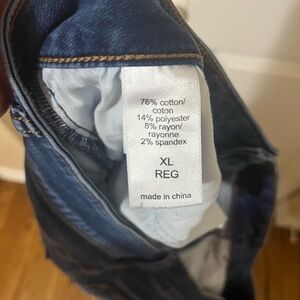 76% cotton/
coton
14% polyester
8% rayon/
rayonne
2% spandex
XL
REG
made in china